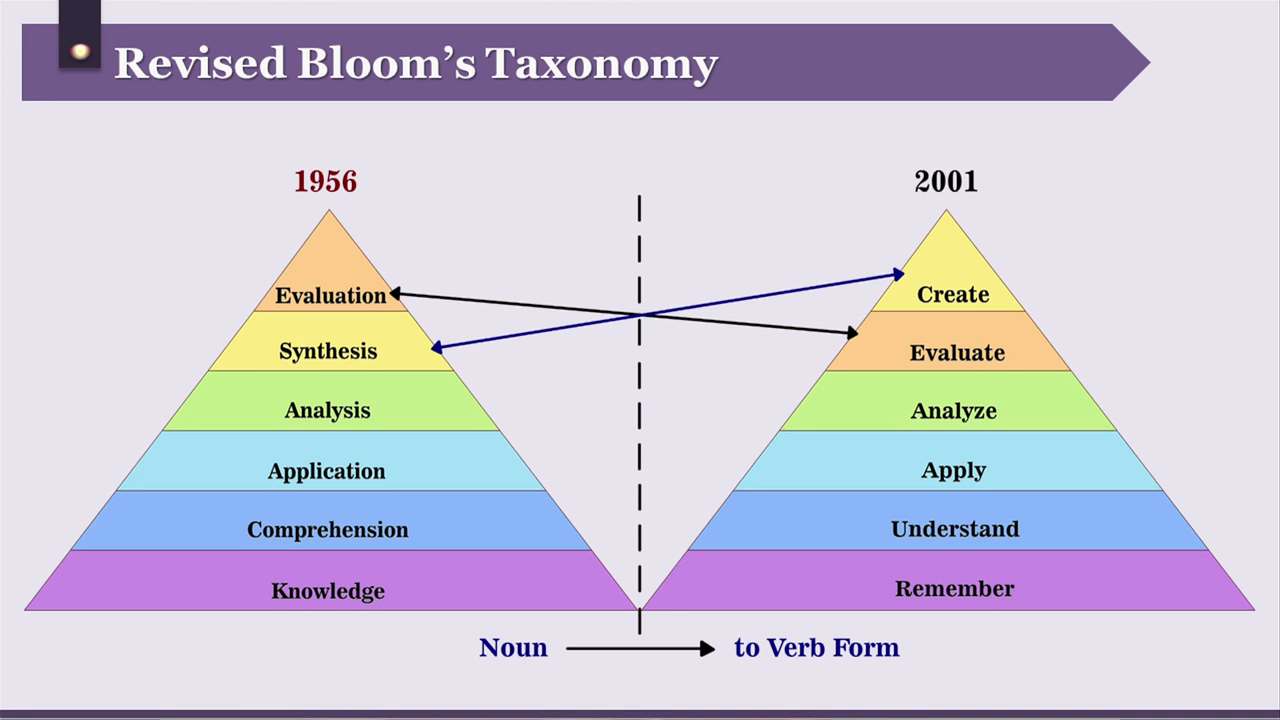 Revised Bloom's Taxonomy
1956
Evaluation
Synthesis
Analysis
Application
Comprehension
Knowledge
2001
Create
Evaluate
Analyze
Apply
Understand
Remember
Noun to Verb Form